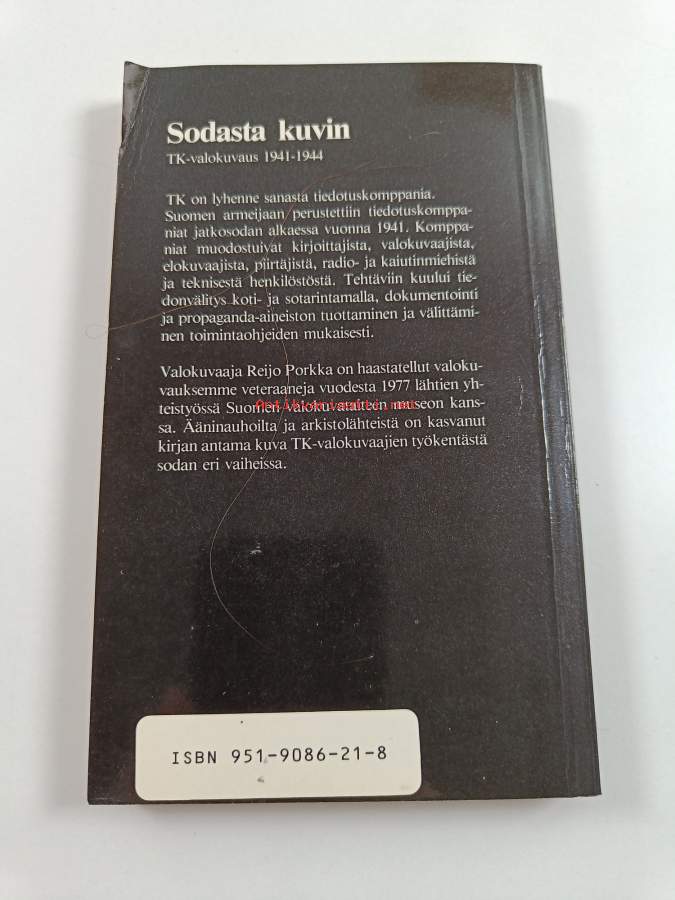 Sodasta kuvin
TK-valokuvaus 1941-1944
TK on lyhenne sanasta tiedotuskomppania.
Suomen armeijaan perustettiin tiedotuskomppa-
niat jatkosodan alkaessa vuonna 1941. Komppa-
niat muodostuivat kirjoittajista, valokuvaajista,
elokuvaajista, piirtäjistä, radio- ja kaiutinmiehistä
ja teknisestä henkilöstöstä. Tehtäviin kuului tie-
donvälitys koti- ja sotarintamalla, dokumentointi
ja propaganda-aineiston tuottaminen ja välittämi-
nen toimintaohjeiden mukaisesti.
Valokuvaaja Reijo Porkka on haastatellut valoku-
vauksemme veteraaneja vuodesta 1977 lähtien yh-
teistyössä Suomen valokuvataiteen museon kans-
sa. Ääninauhoilta ja arkistolähteistä on kasvanut
kirjan antama kuva TK-valokuvaajien työkentästä
sodan eri vaiheissa.
ISBN 951-9086-21-8